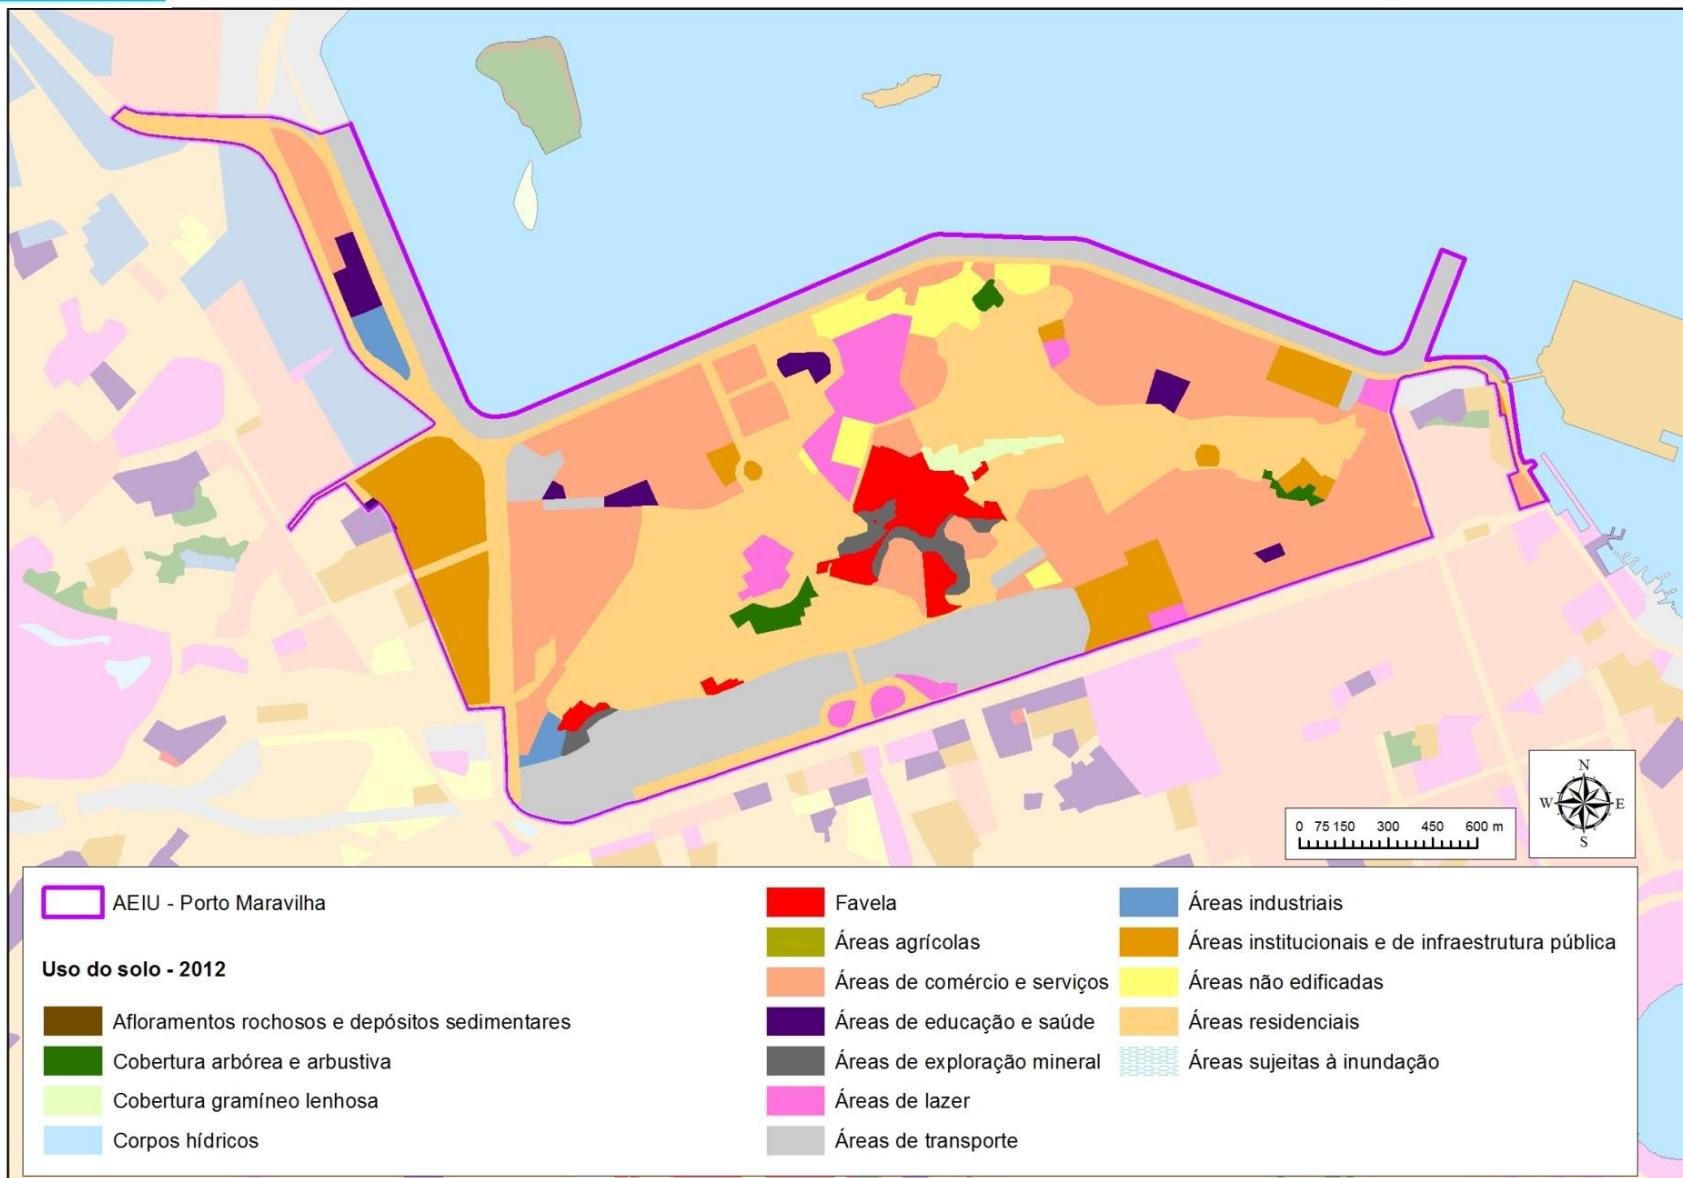 N
W
E
S
0 75 150 300 450 600 m
AEIU - Porto Maravilha
Uso do solo - 2012
Afloramentos rochosos e depósitos sedimentares
Cobertura arbórea e arbustiva
Cobertura gramíneo lenhosa
Corpos hídricos
Favela
Áreas agrícolas
Áreas de comércio e serviços
Áreas de educação e saúde
Áreas de exploração mineral
Áreas de lazer
Áreas de transporte
Áreas industriais
Áreas institucionais e de infraestrutura pública
Áreas não edificadas
Áreas residenciais
Áreas sujeitas à inundação